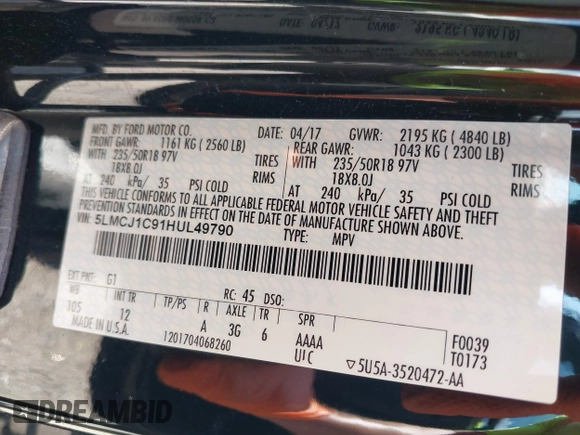 MFD. BY FORD MOTOR CO.
DATE: 04/17 GVWR: 2195 KG ( 4840 LB)
FRONT GAWR: 1161 KG ( 2560 LB) REAR GAWR: 1043 KG ( 2300 LB)
WITH 235/50R18 97V TIRES WITH 235/50R18 97V TIRES
18X8.0J RIMS 18X8.0J RIMS
AT 240 kPa/ 35 PSI COLD AT 240 kPa/ 35 PSI COLD
THIS VEHICLE CONFORMS TO ALL APPLICABLE FEDERAL MOTOR VEHICLE SAFETY AND THEFT
PREVENTION STANDARDS IN EFFECT ON THE DATE OF MANUFACTURE SHOWN ABOVE.
VIN: 5LMCJ1C91HUL49790 TYPE: MPV
EXT PNT: G1 RC: 45 DSO:
WB INT TR TP/PS R AXLE TR SPR
105 12 A 3G 6 AAAA F0039
MADE IN U.S.A. 1201704068260 UIC ▽5U5A-3520472-AA T0173
DREAMBID